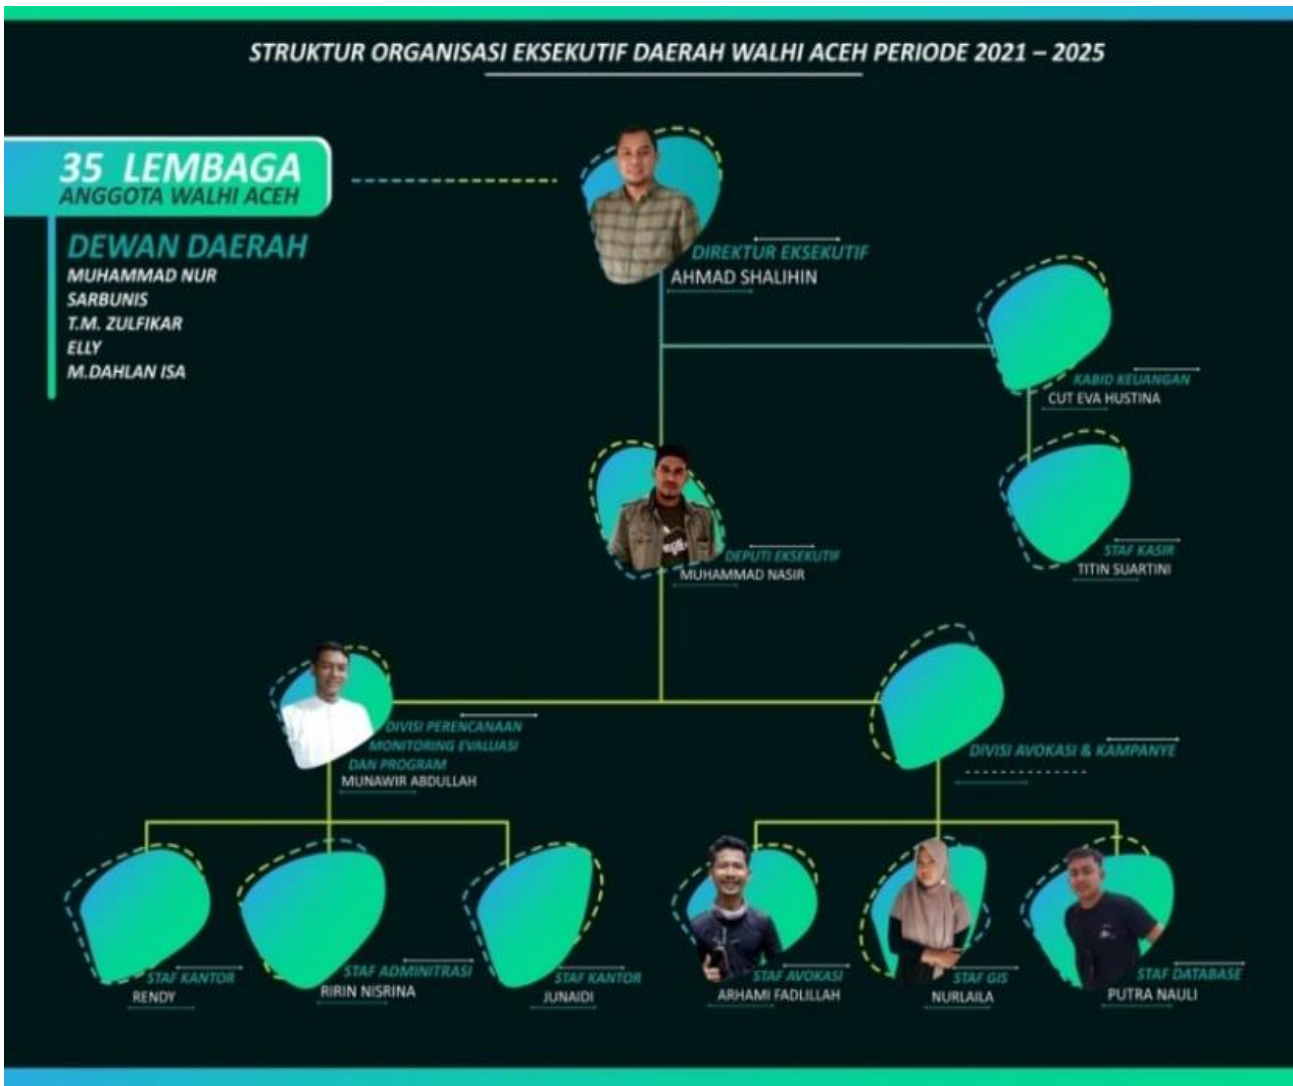 STRUKTUR ORGANISASI EKSEKUTIF DAERAH WALHI ACEH PERIODE 2021 – 2025
35 LEMBAGA
ANGGOTA WALHI ACEH
DEWAN DAERAH
MUHAMMAD NUR
SARBUNIS
T.M. ZULFIKAR
ELLY
M.DAHLAN ISA
DIREKTUR EKSEKUTIF
AHMAD SHALIHIN
KABID KEUANGAN
CUT EVA HUSTINA
STAF KASIR
TITIN SUARTINI
DEPUTI EKSEKUTIF
MUHAMMAD NASIR
DIVISI PERENCANAAN
MONITORING EVALUASI
DAN PROGRAM
MUNAWIR ABDULLAH
DIVISI AVOKASI & KAMPANYE
STAF KANTOR
RENDY
STAF ADMINITRASI
RIRIN NISRINA
STAF KANTOR
JUNAIDI
STAF AVOKASI
ARHAMI FADLILLAH
STAF GIS
NURLAILA
STAF DATABASE
PUTRA NAULI